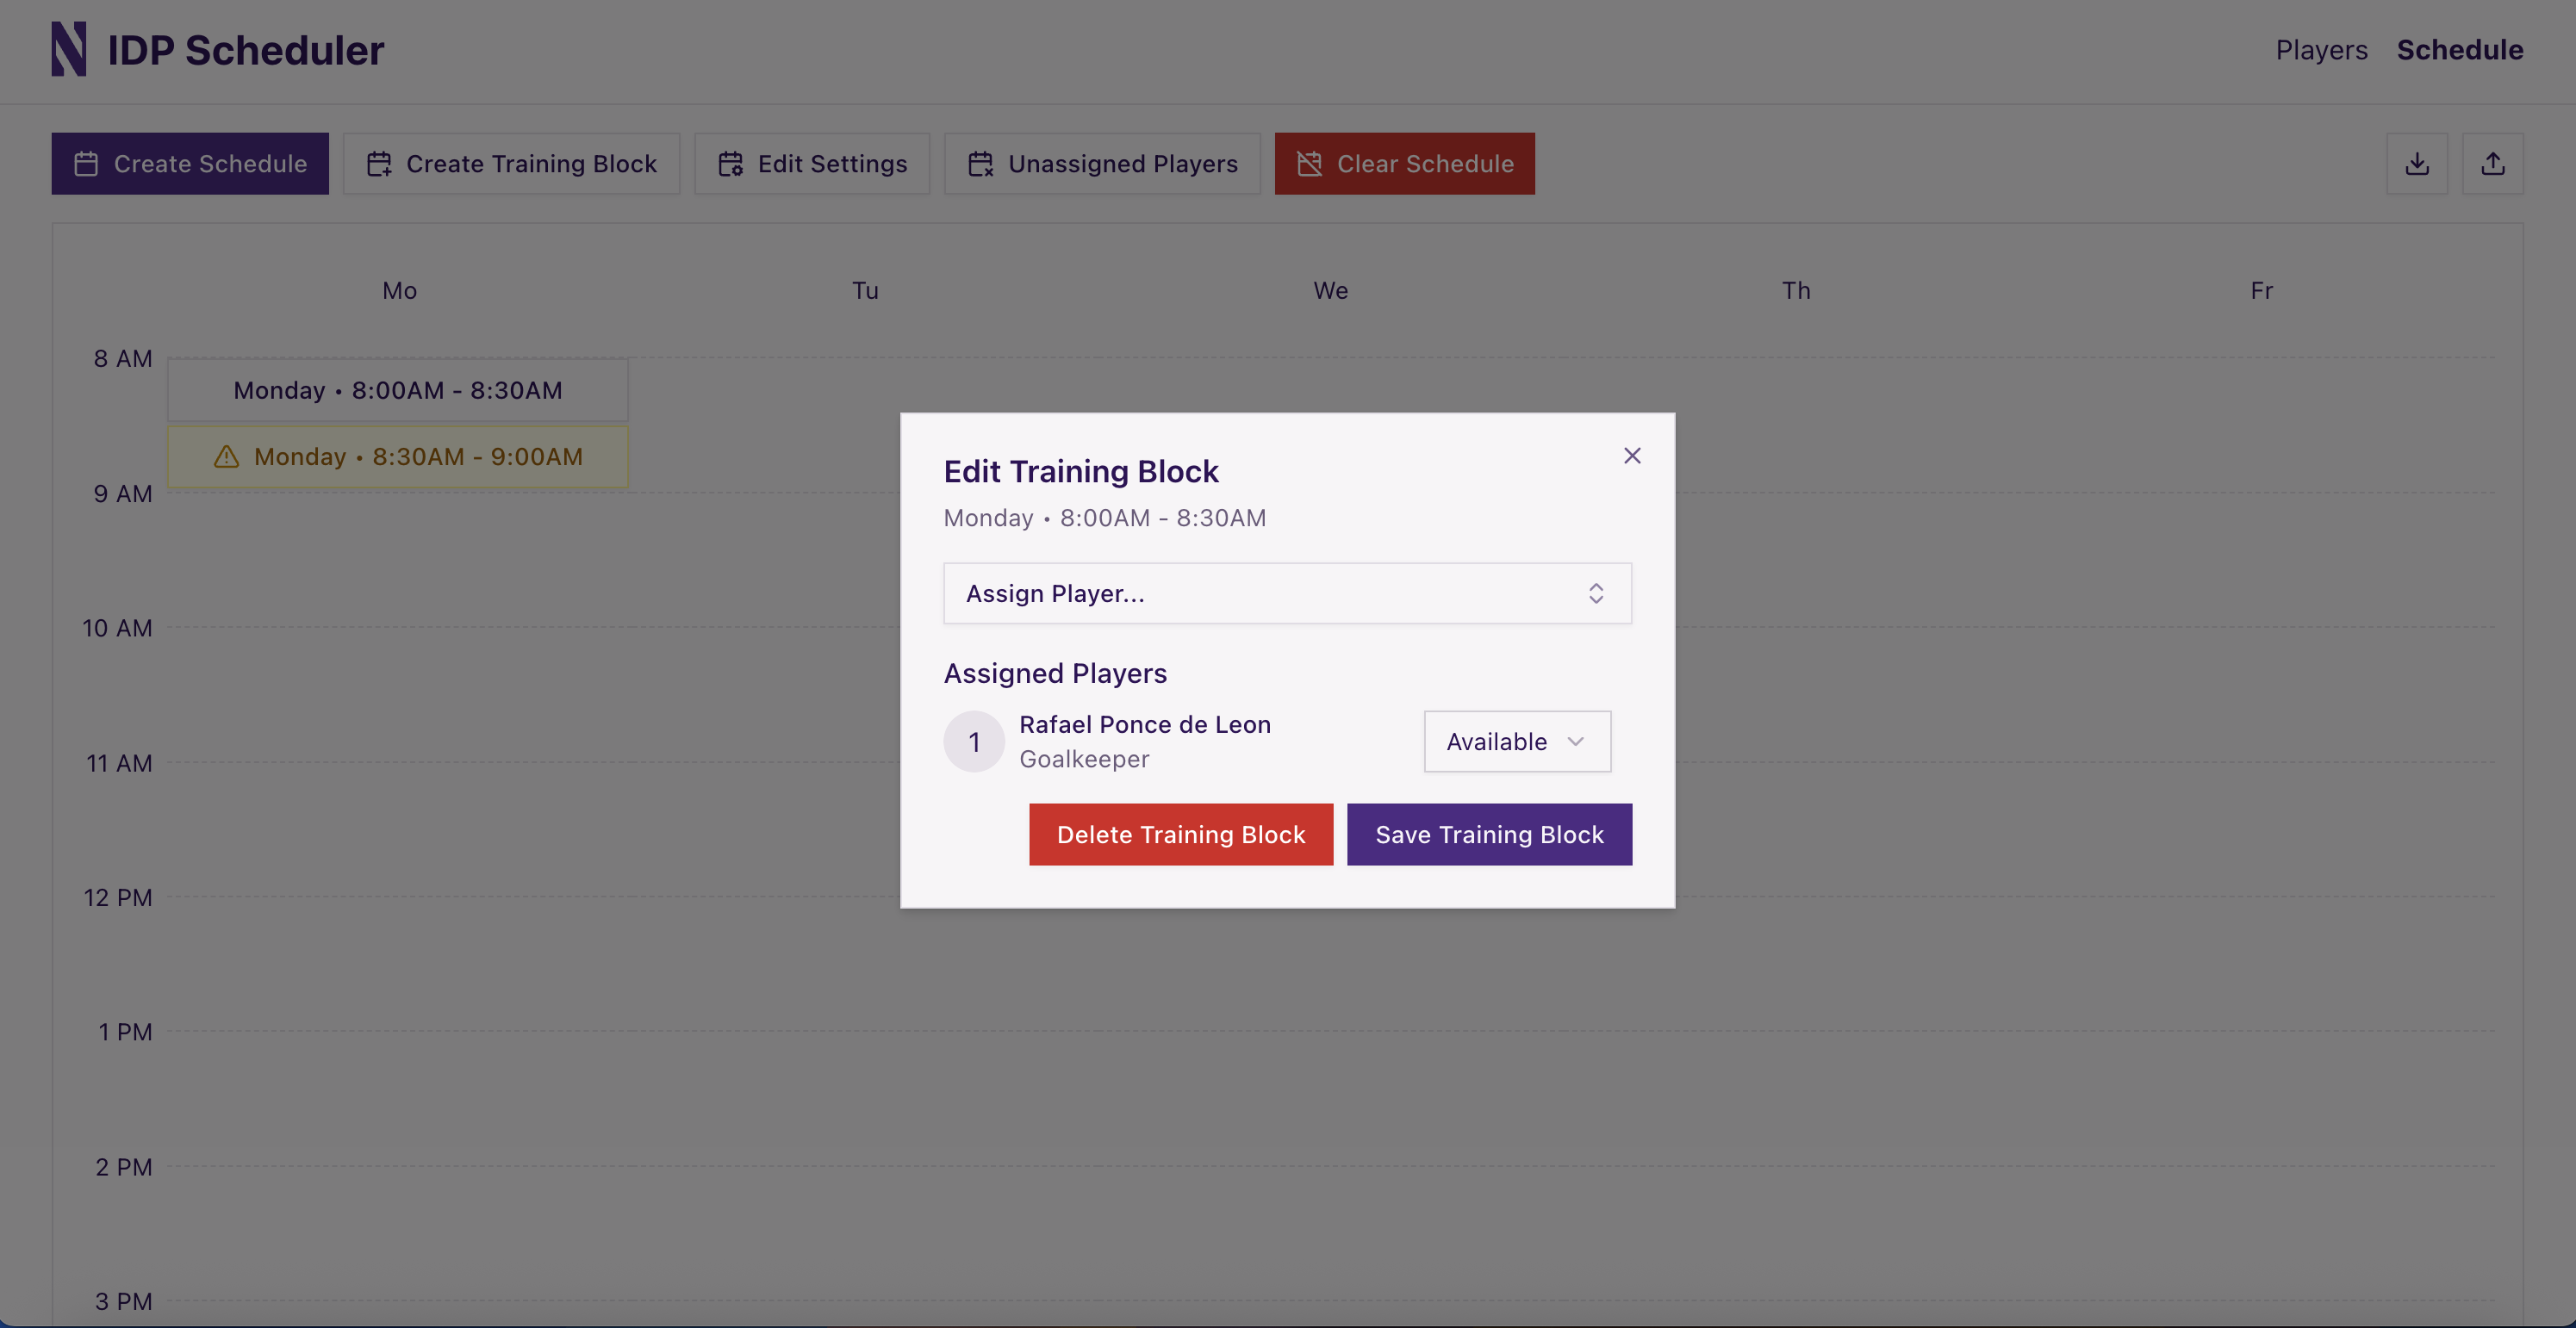 IDP Scheduler
Players Schedule
Create Schedule Create Training Block Edit Settings Unassigned Players Clear Schedule
Mo Tu We Th Fr
8 AM
Monday • 8:00AM - 8:30AM
Monday • 8:30AM - 9:00AM
9 AM
10 AM
11 AM
12 PM
1 PM
2 PM
3 PM
Edit Training Block
Monday • 8:00AM - 8:30AM
Assign Player...
Assigned Players
1 Rafael Ponce de Leon
Goalkeeper
Available
Delete Training Block Save Training Block